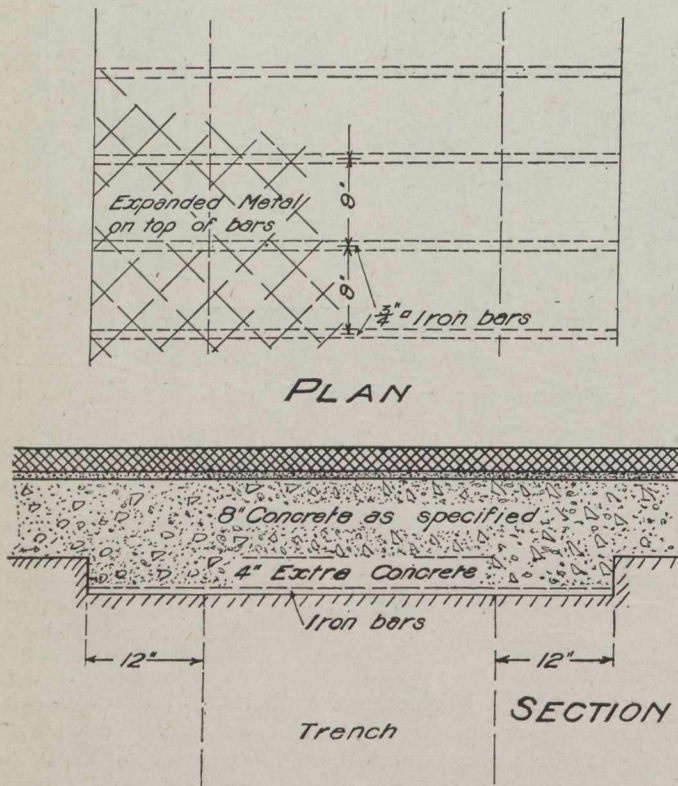 Expanded Metal
on top of bars
8"
8"
3/4" □ Iron bars
PLAN
8" Concrete as specified
4" Extra Concrete
Iron bars
12"
12"
SECTION
Trench